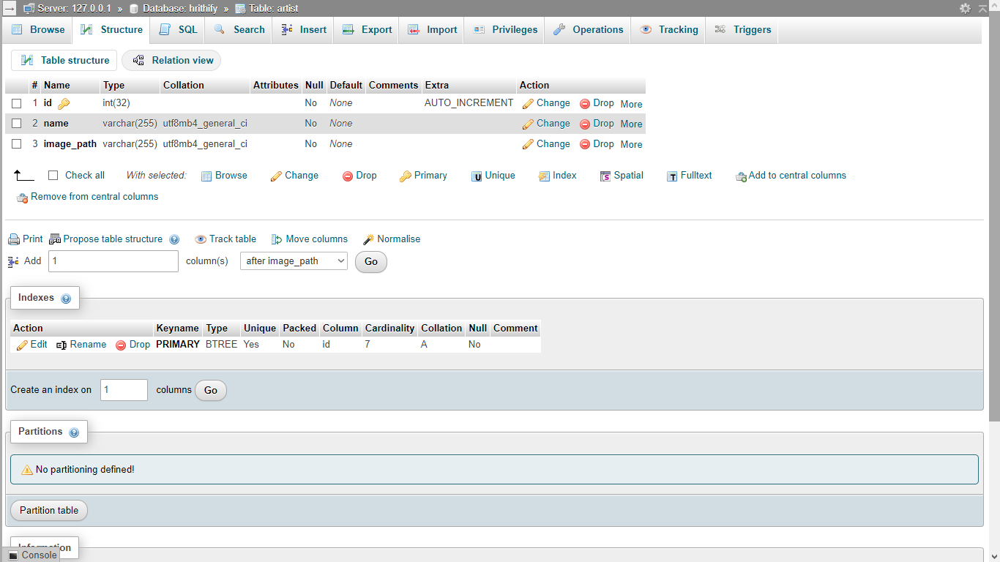 Server: 127.0.0.1 » Database: hrithify » Table: artist
Browse Structure SQL Search Insert Export Import Privileges Operations Tracking Triggers
Table structure Relation view
# Name Type Collation Attributes Null Default Comments Extra Action
1 id int(32) No None AUTO_INCREMENT Change Drop More
2 name varchar(255) utf8mb4_general_ci No None Change Drop More
3 image_path varchar(255) utf8mb4_general_ci No None Change Drop More
Check all With selected: Browse Change Drop Primary Unique Index Spatial Fulltext Add to central columns
Remove from central columns
Print Propose table structure Track table Move columns Normalise
Add 1 column(s) after image_path Go
Indexes
Action Keyname Type Unique Packed Column Cardinality Collation Null Comment
Edit Rename Drop PRIMARY BTREE Yes No id 7 A No
Create an index on 1 columns Go
Partitions
No partitioning defined!
Partition table
Information
Console